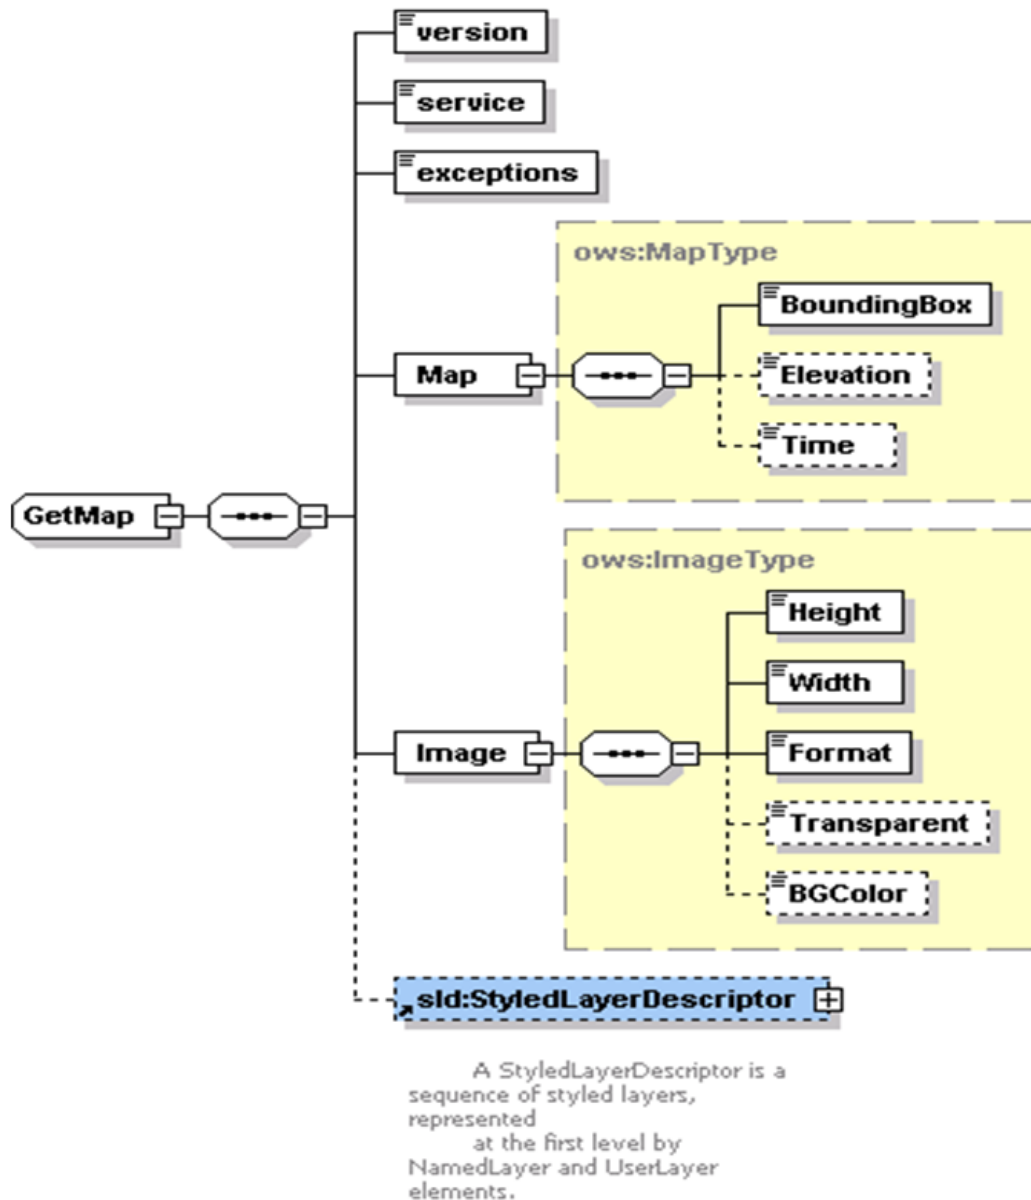 version
service
exceptions
ows:MapType
BoundingBox
Map
Elevation
Time
GetMap
ows:ImageType
Height
Width
Image
Format
Transparent
BGColor
sld:StyledLayerDescriptor
A StyledLayerDescriptor is a
sequence of styled layers,
represented
at the first level by
NamedLayer and UserLayer
elements.